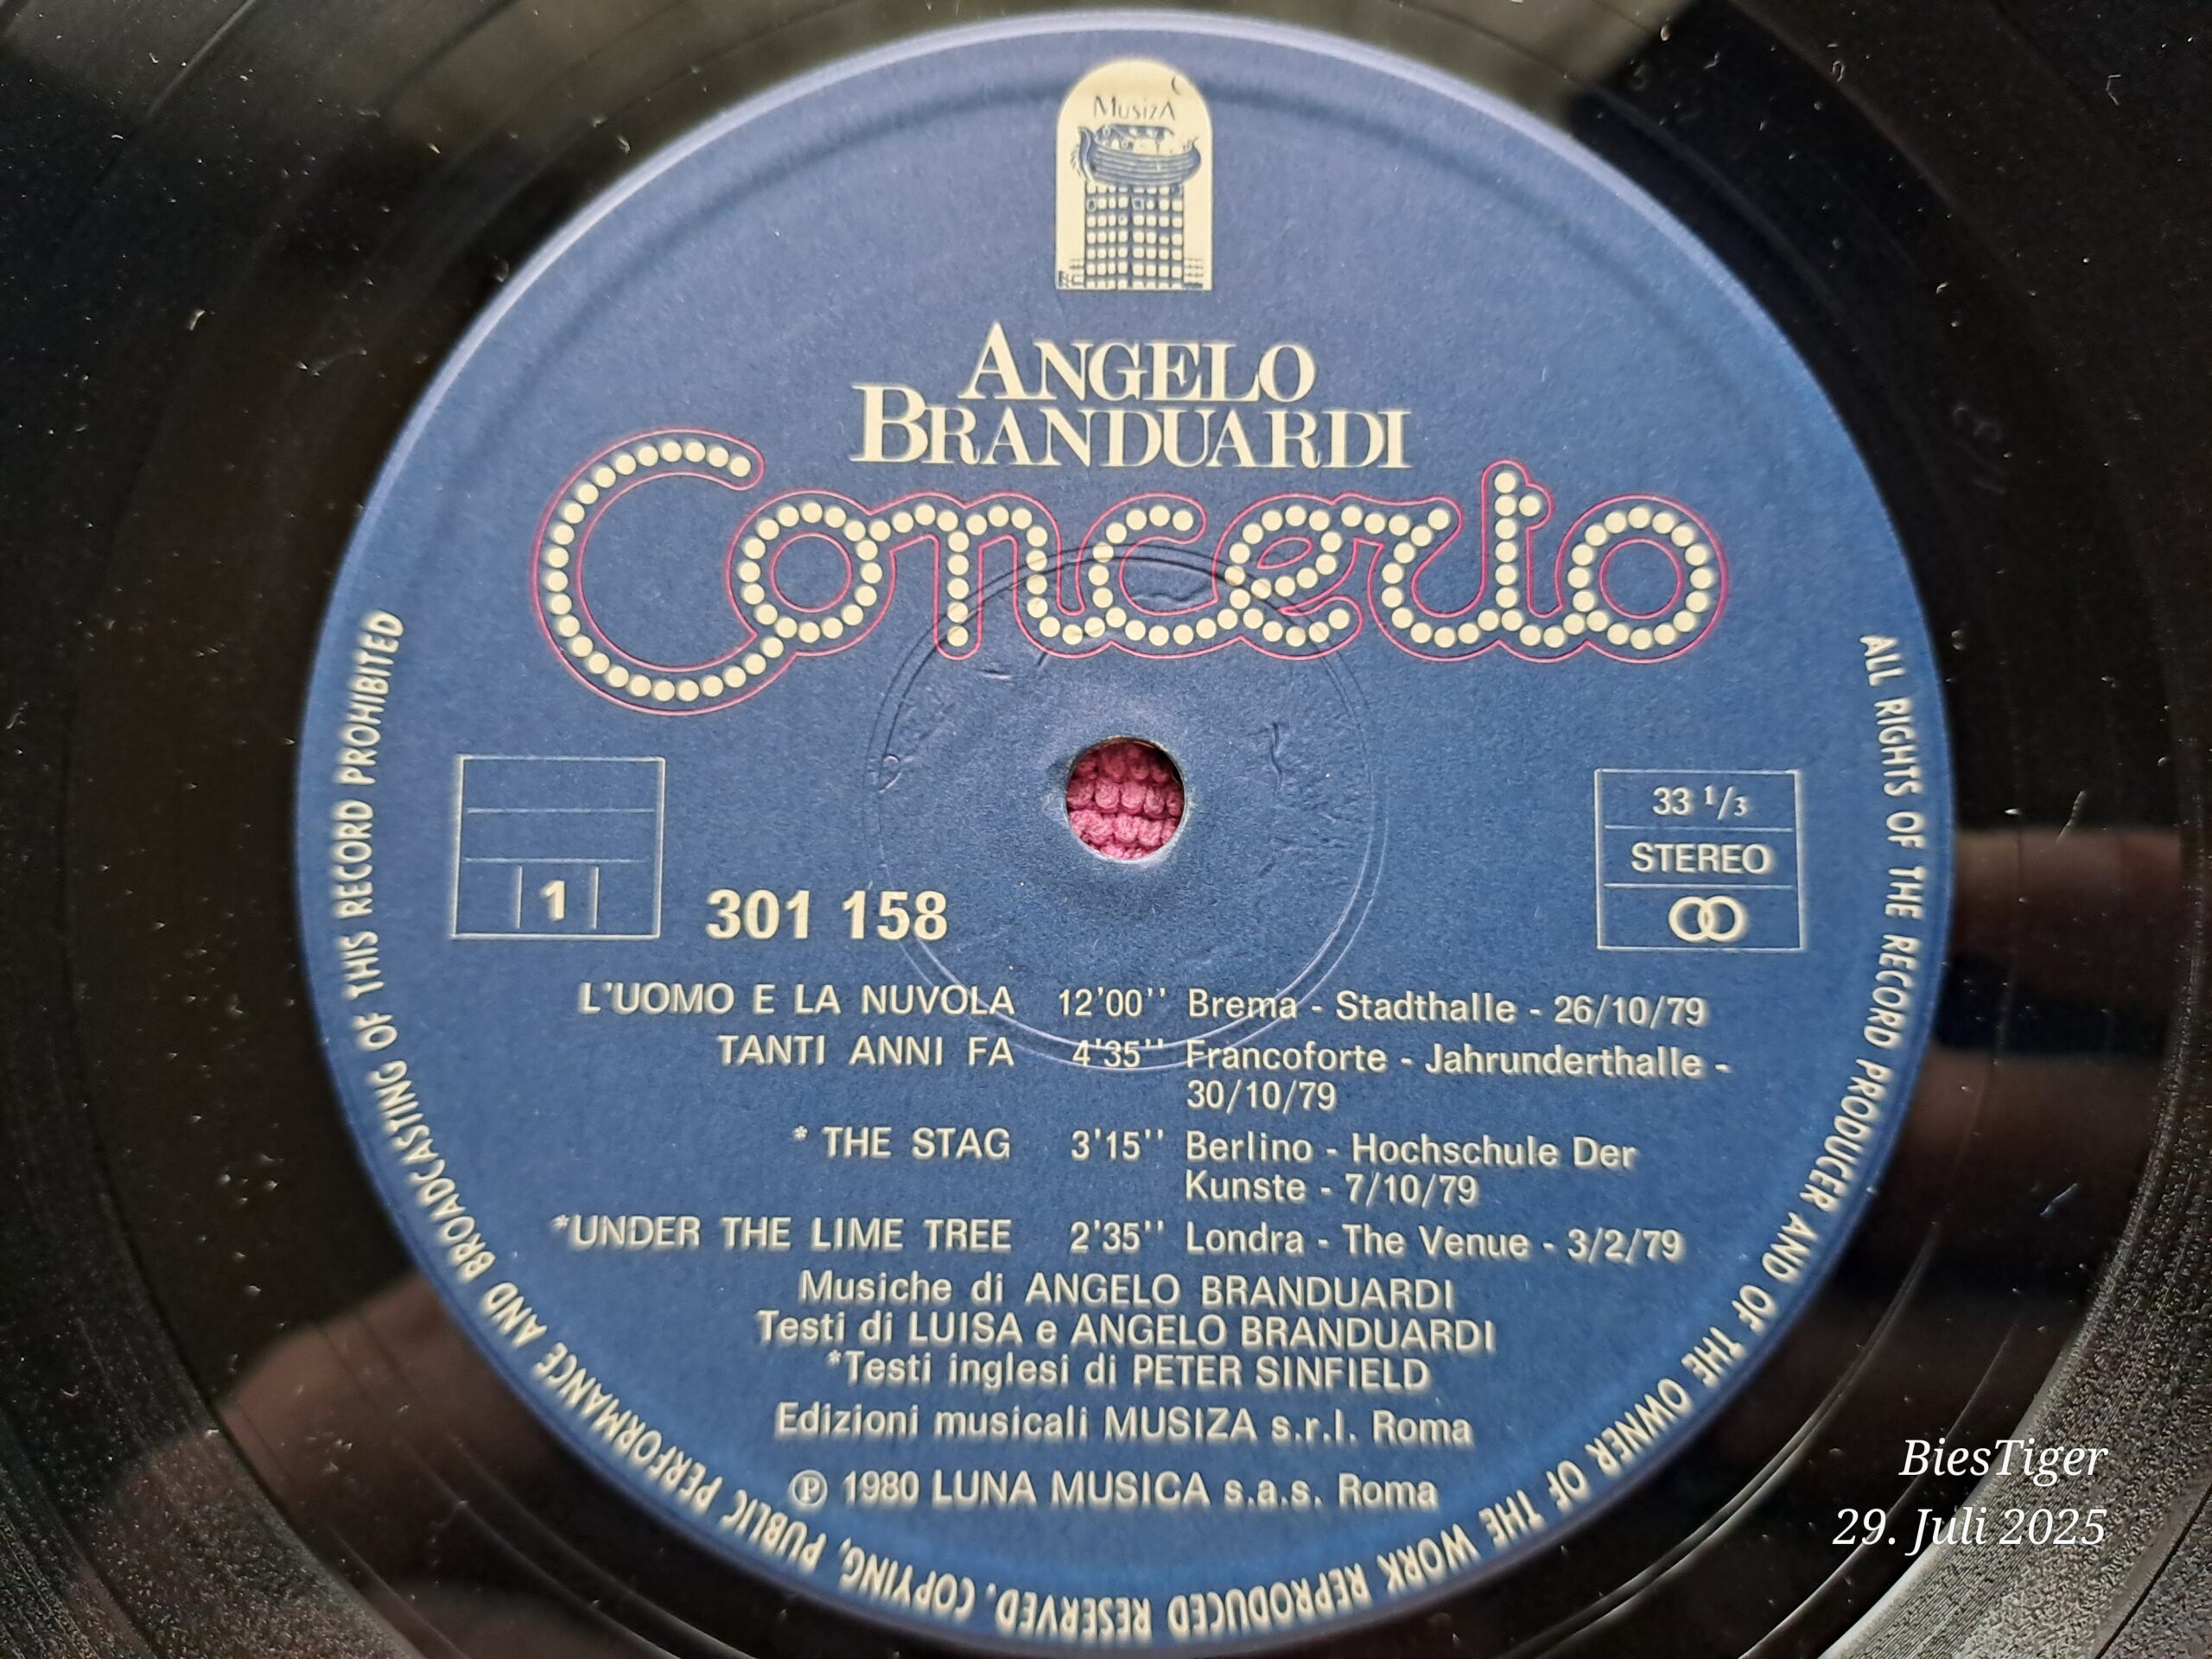 MUSIZA
ANGELO
BRANDUARDI
Concerto
33 1/3
STEREO
1
301 158
L'UOMO E LA NUVOLA 12'00'' Brema - Stadthalle - 26/10/79
TANTI ANNI FA 4'35'' Francoforte - Jahrunderthalle -
30/10/79
* THE STAG 3'15'' Berlino - Hochschule Der
Kunste - 7/10/79
*UNDER THE LIME TREE 2'35'' Londra - The Venue - 3/2/79
Musiche di ANGELO BRANDUARDI
Testi di LUISA e ANGELO BRANDUARDI
*Testi inglesi di PETER SINFIELD
Edizioni musicali MUSIZA s.r.l. Roma
℗ 1980 LUNA MUSICA s.a.s. Roma
ALL RIGHTS OF THE RECORD PRODUCER AND OF THE OWNER OF THE WORK REPRODUCED RESERVED. COPYING, PUBLIC PERFORMANCE AND BROADCASTING OF THIS RECORD PROHIBITED
BiesTiger
29. Juli 2025